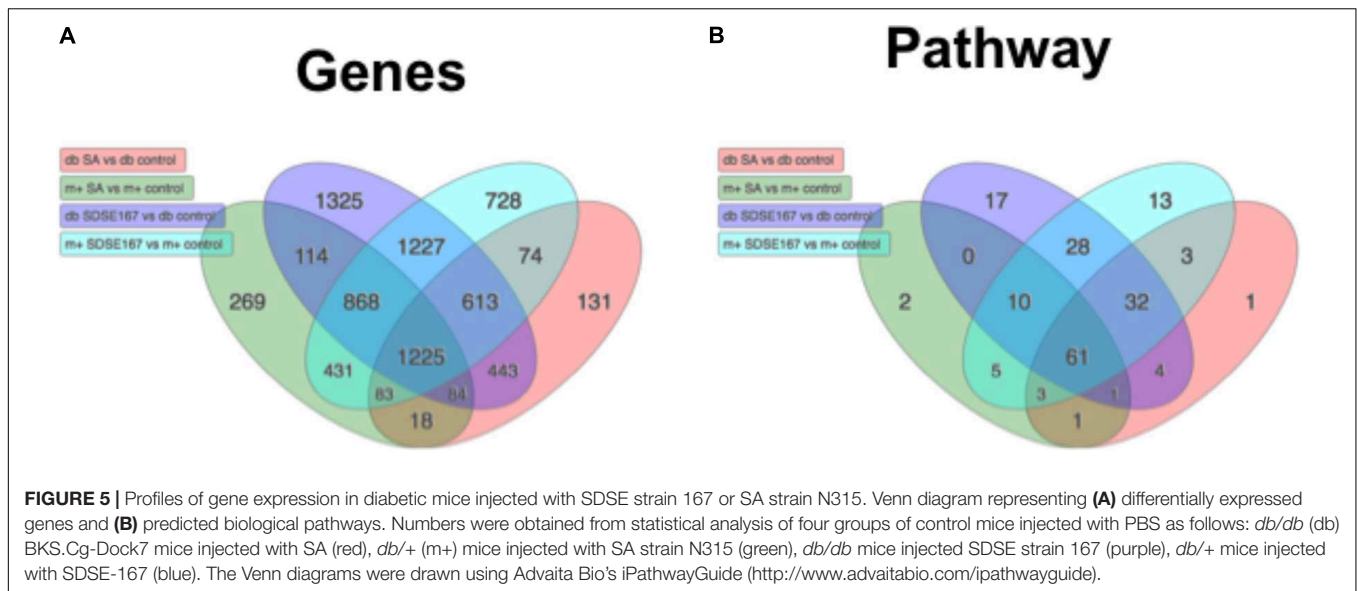 A
Genes
db SA vs db control
m+ SA vs m+ control
db SDSE167 vs db control
m+ SDSE167 vs m+ control
1325
728
114
1227
74
269
868
613
131
1225
431
443
83
84
18
B
Pathway
db SA vs db control
m+ SA vs m+ control
db SDSE167 vs db control
m+ SDSE167 vs m+ control
17
13
0
28
3
2
10
32
1
61
5
4
3
1
1
FIGURE 5 | Profiles of gene expression in diabetic mice injected with SDSE strain 167 or SA strain N315. Venn diagram representing (A) differentially expressed
genes and (B) predicted biological pathways. Numbers were obtained from statistical analysis of four groups of control mice injected with PBS as follows: db/db (db)
BKS.Cg-Dock7 mice injected with SA (red), db/+ (m+) mice injected with SA strain N315 (green), db/db mice injected SDSE strain 167 (purple), db/+ mice injected
with SDSE-167 (blue). The Venn diagrams were drawn using Advaita Bio's iPathwayGuide (http://www.advaitabio.com/ipathwayguide).